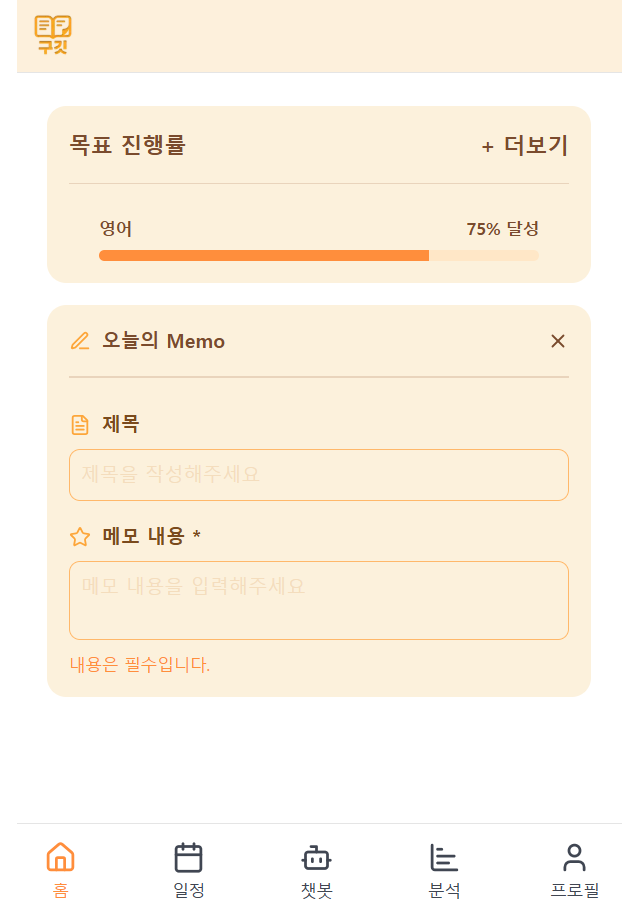 구깃
목표 진행률
+ 더보기
영어
75% 달성
오늘의 Memo
제목
제목을 작성해주세요
메모 내용 *
메모 내용을 입력해주세요
내용은 필수입니다.
홈
일정
챗봇
분석
프로필